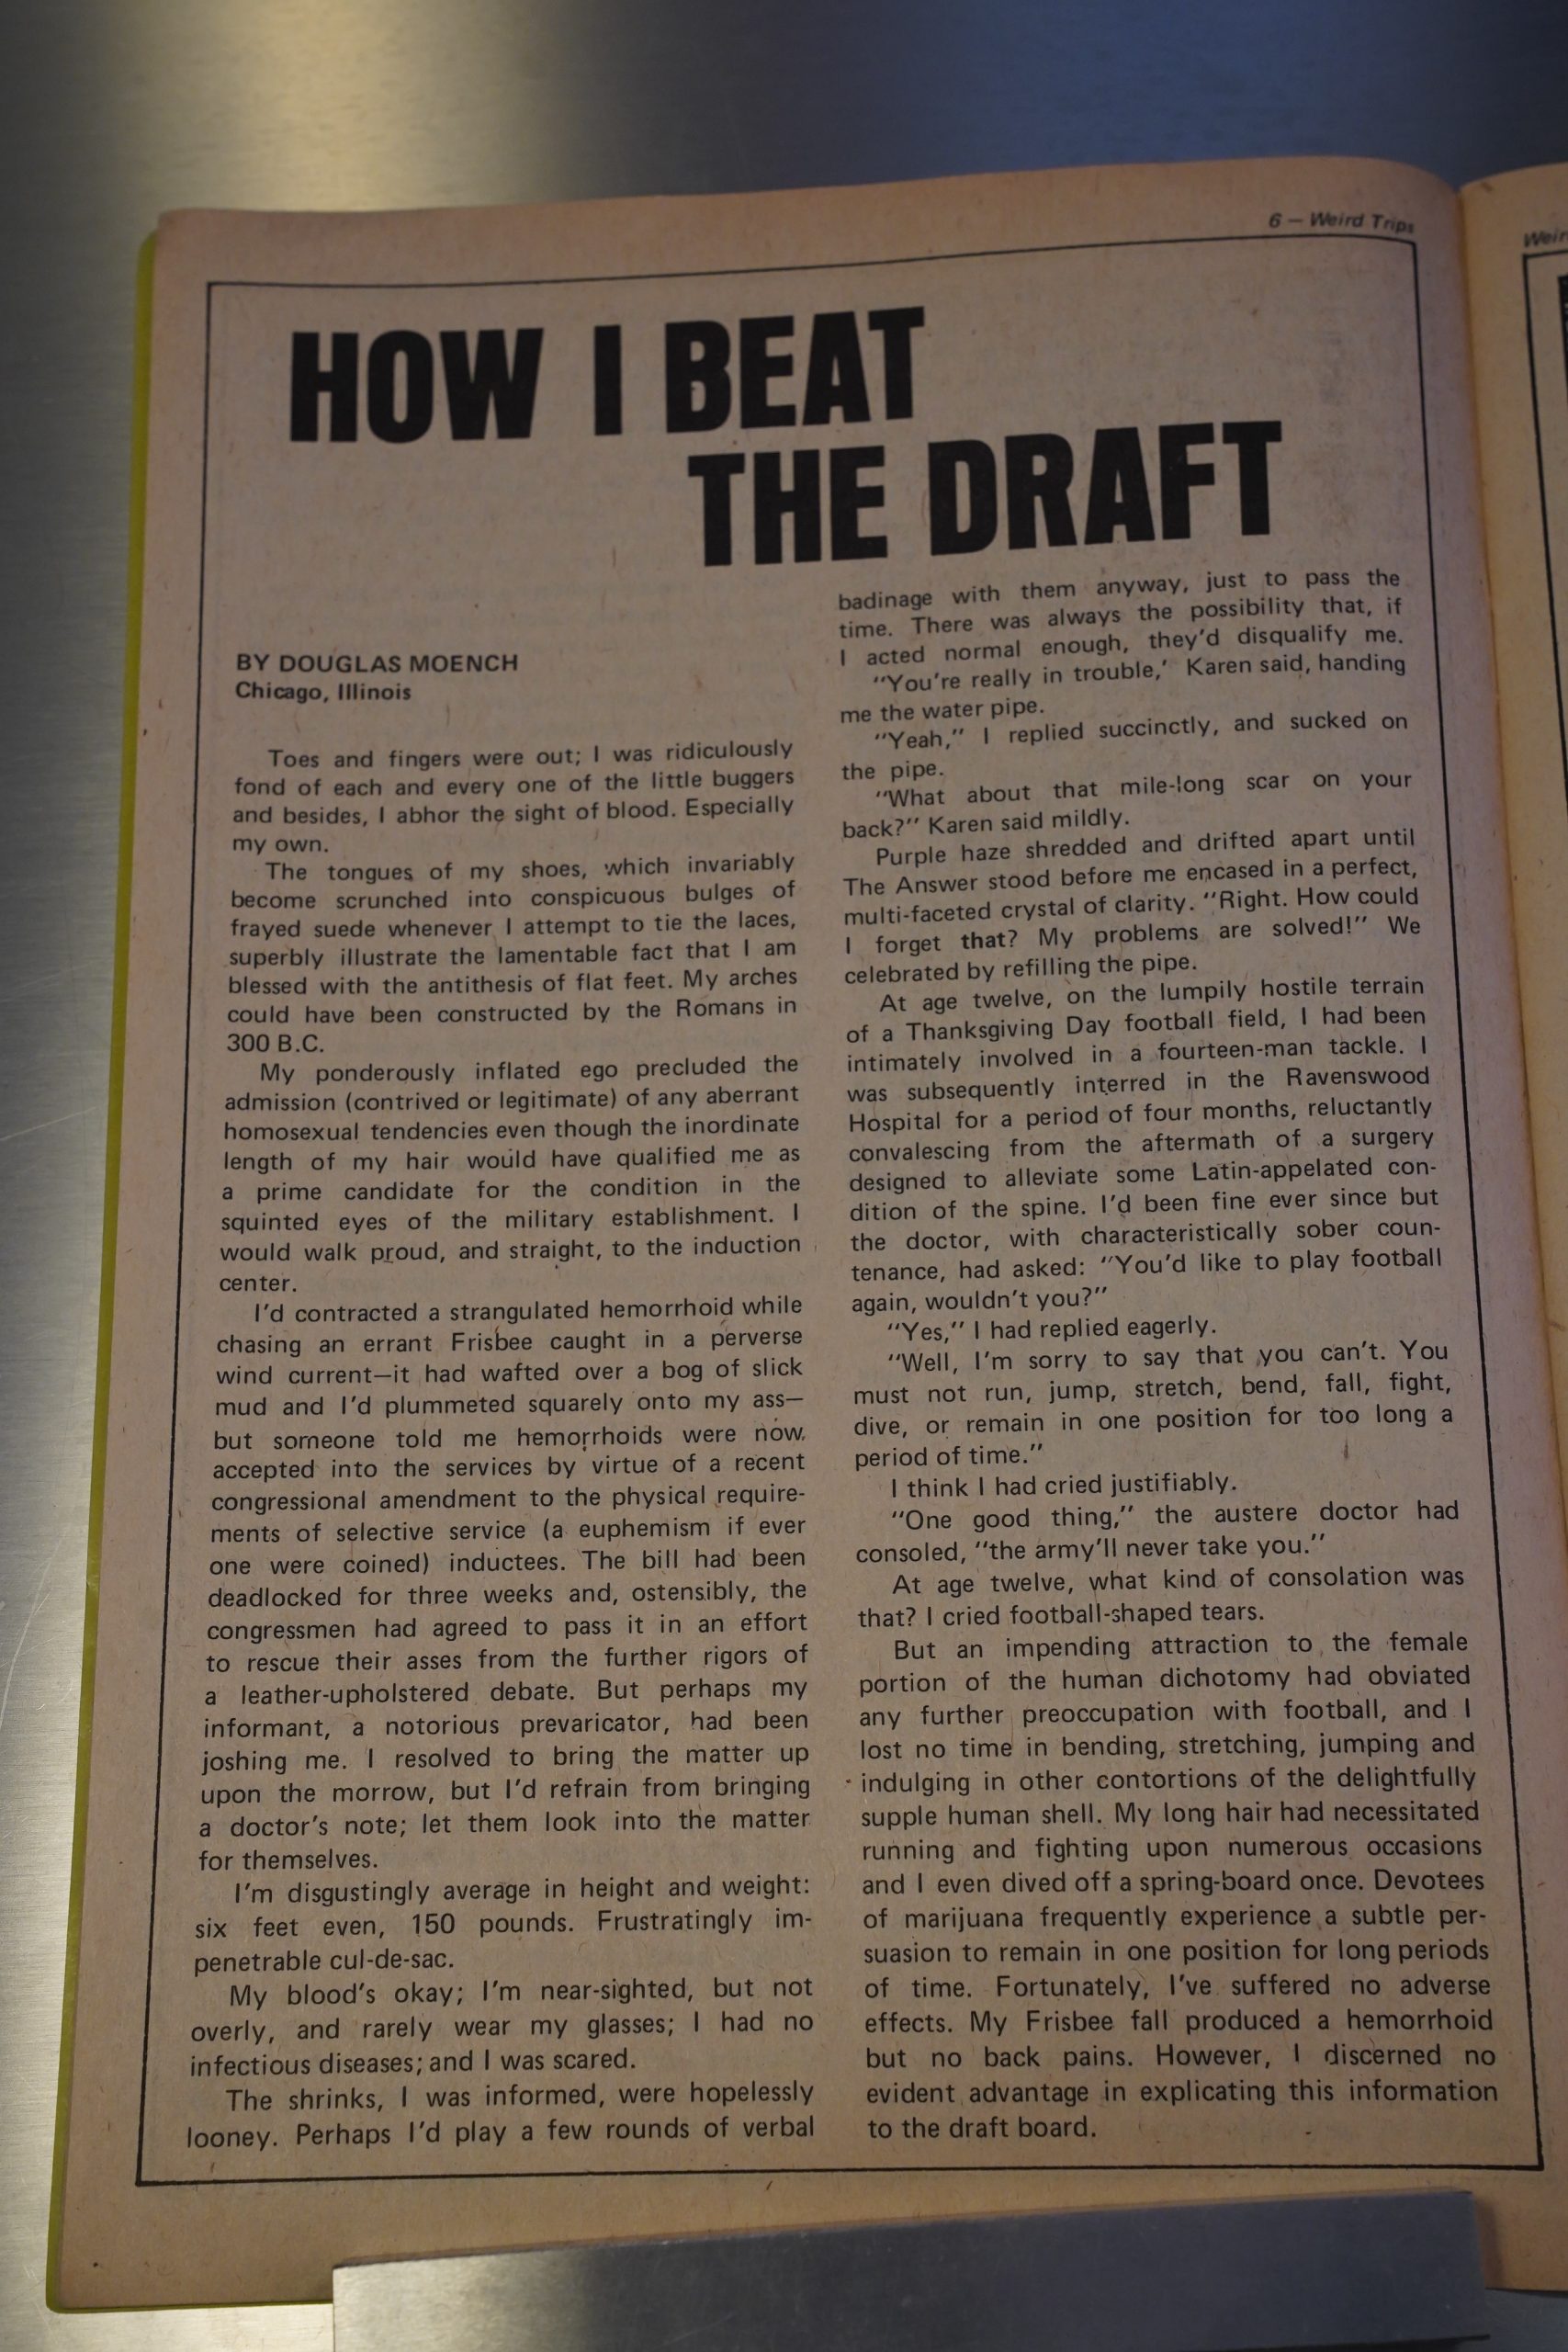 6 — Weird Trips
HOW I BEAT
THE DRAFT
BY DOUGLAS MOENCH
Chicago, Illinois
Toes and fingers were out; I was ridiculously
fond of each and every one of the little buggers
and besides, I abhor the sight of blood. Especially
my own.
The tongues of my shoes, which invariably
become scrunched into conspicuous bulges of
frayed suede whenever I attempt to tie the laces,
superbly illustrate the lamentable fact that I am
blessed with the antithesis of flat feet. My arches
could have been constructed by the Romans in
300 B.C.
My ponderously inflated ego precluded the
admission (contrived or legitimate) of any aberrant
homosexual tendencies even though the inordinate
length of my hair would have qualified me as
a prime candidate for the condition in the
squinted eyes of the military establishment. I
would walk proud, and straight, to the induction
center.
I'd contracted a strangulated hemorrhoid while
chasing an errant Frisbee caught in a perverse
wind current—it had wafted over a bog of slick
mud and I'd plummeted squarely onto my ass—
but someone told me hemorrhoids were now
accepted into the services by virtue of a recent
congressional amendment to the physical require-
ments of selective service (a euphemism if ever
one were coined) inductees. The bill had been
deadlocked for three weeks and, ostensibly, the
congressmen had agreed to pass it in an effort
to rescue their asses from the further rigors of
a leather-upholstered debate. But perhaps my
informant, a notorious prevaricator, had been
joshing me. I resolved to bring the matter up
upon the morrow, but I'd refrain from bringing
a doctor's note; let them look into the matter
for themselves.
I'm disgustingly average in height and weight:
six feet even, 150 pounds. Frustratingly im-
penetrable cul-de-sac.
My blood's okay; I'm near-sighted, but not
overly, and rarely wear my glasses; I had no
infectious diseases; and I was scared.
The shrinks, I was informed, were hopelessly
looney. Perhaps I'd play a few rounds of verbal
badinage with them anyway, just to pass the
time. There was always the possibility that, if
I acted normal enough, they'd disqualify me.
"You're really in trouble,' Karen said, handing
me the water pipe.
"Yeah," I replied succinctly, and sucked on
the pipe.
"What about that mile-long scar on your
back?" Karen said mildly.
Purple haze shredded and drifted apart until
The Answer stood before me encased in a perfect,
multi-faceted crystal of clarity. "Right. How could
I forget that? My problems are solved!" We
celebrated by refilling the pipe.
At age twelve, on the lumpily hostile terrain
of a Thanksgiving Day football field, I had been
intimately involved in a fourteen-man tackle. I
was subsequently interred in the Ravenswood
Hospital for a period of four months, reluctantly
convalescing from the aftermath of a surgery
designed to alleviate some Latin-appelated con-
dition of the spine. I'd been fine ever since but
the doctor, with characteristically sober coun-
tenance, had asked: "You'd like to play football
again, wouldn't you?"
"Yes," I had replied eagerly.
"Well, I'm sorry to say that you can't. You
must not run, jump, stretch, bend, fall, fight,
dive, or remain in one position for too long a
period of time."
I think I had cried justifiably.
"One good thing," the austere doctor had
consoled, "the army'll never take you."
At age twelve, what kind of consolation was
that? I cried football-shaped tears.
But an impending attraction to the female
portion of the human dichotomy had obviated
any further preoccupation with football, and I
lost no time in bending, stretching, jumping and
indulging in other contortions of the delightfully
supple human shell. My long hair had necessitated
running and fighting upon numerous occasions
and I even dived off a spring-board once. Devotees
of marijuana frequently experience a subtle per-
suasion to remain in one position for long periods
of time. Fortunately, I've suffered no adverse
effects. My Frisbee fall produced a hemorrhoid
but no back pains. However, I discerned no
evident advantage in explicating this information
to the draft board.